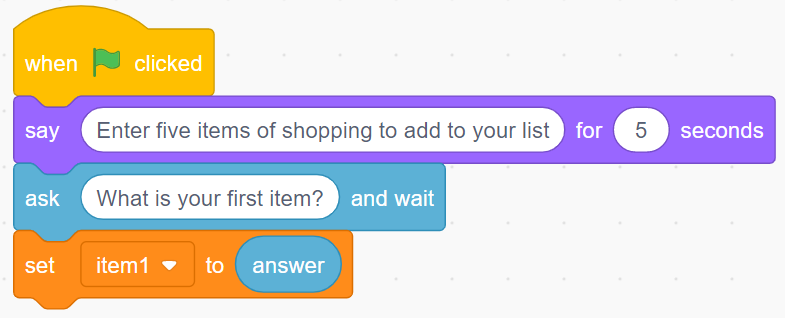 when clicked
say Enter five items of shopping to add to your list for 5 seconds
ask What is your first item? and wait
set item1 to answer